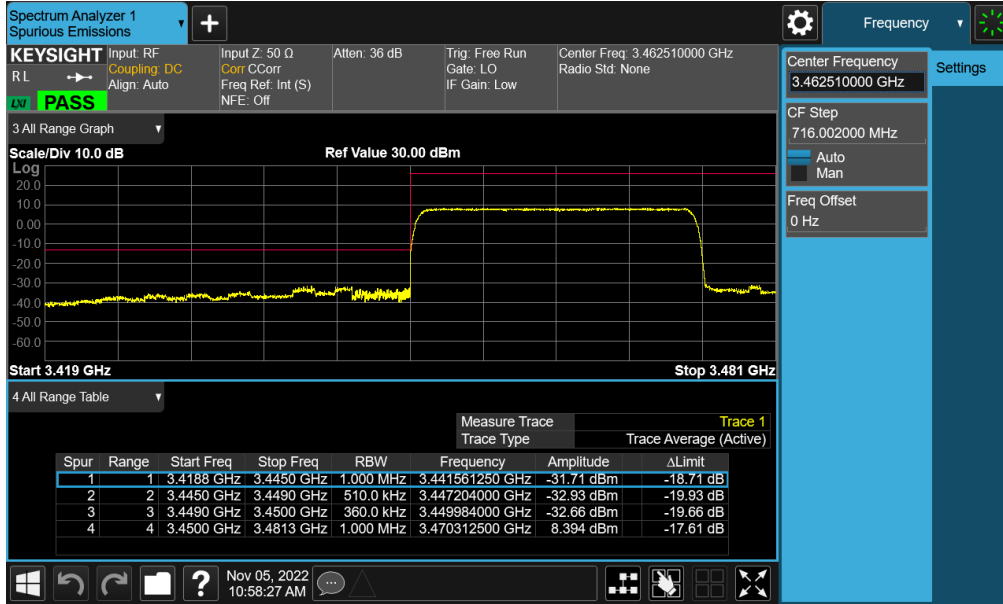 Spectrum Analyzer 1
Spurious Emissions
Frequency
KEYSIGHT Input: RF Input Z: 50 Ω Atten: 36 dB Trig: Free Run Center Freq: 3.462510000 GHz
RL Coupling: DC Corr CCorr Gate: LO Radio Std: None
Align: Auto Freq Ref: Int (S) IF Gain: Low
LXI PASS NFE: Off
Center Frequency
3.462510000 GHz
Settings
CF Step
716.002000 MHz
Auto
Man
Freq Offset
0 Hz
3 All Range Graph
Scale/Div 10.0 dB Ref Value 30.00 dBm
Log
20.0
10.0
0.00
-10.0
-20.0
-30.0
-40.0
-50.0
-60.0
Start 3.419 GHz Stop 3.481 GHz
4 All Range Table
Measure Trace Trace 1
Trace Type Trace Average (Active)
Spur Range Start Freq Stop Freq RBW Frequency Amplitude ΔLimit
1 1 3.4188 GHz 3.4450 GHz 1.000 MHz 3.441561250 GHz -31.71 dBm -18.71 dB
2 2 3.4450 GHz 3.4490 GHz 510.0 kHz 3.447204000 GHz -32.93 dBm -19.93 dB
3 3 3.4490 GHz 3.4500 GHz 360.0 kHz 3.449984000 GHz -32.66 dBm -19.66 dB
4 4 3.4500 GHz 3.4813 GHz 1.000 MHz 3.470312500 GHz 8.394 dBm -17.61 dB
? Nov 05, 2022
10:58:27 AM